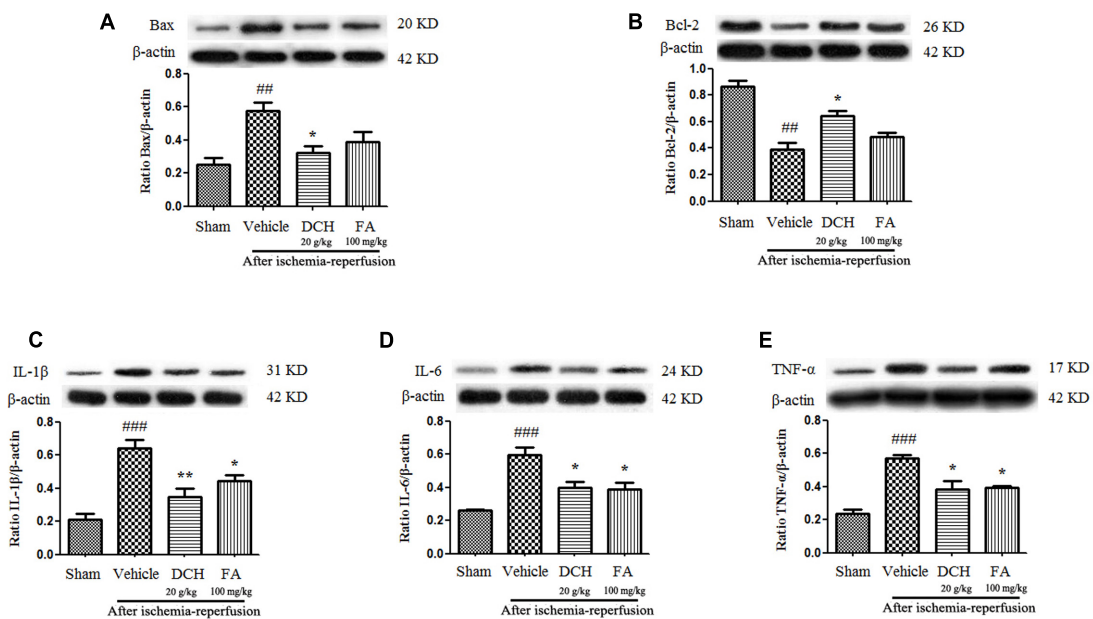 A
Bax
20 KD
β-actin
42 KD
Ratio Bax/β-actin
0.8
0.6
0.4
0.2
0.0
##
*
Sham Vehicle DCH FA
20 g/kg 100 mg/kg
After ischemia-reperfusion
B
Bcl-2
26 KD
β-actin
42 KD
Ratio Bcl-2/β-actin
1.0
0.8
0.6
0.4
0.2
0.0
##
*
Sham Vehicle DCH FA
20 g/kg 100 mg/kg
After ischemia-reperfusion
C
IL-1β
31 KD
β-actin
42 KD
Ratio IL-1β/β-actin
0.8
0.6
0.4
0.2
0.0
###
**
*
Sham Vehicle DCH FA
20 g/kg 100 mg/kg
After ischemia-reperfusion
D
IL-6
24 KD
β-actin
42 KD
Ratio IL-6/β-actin
0.8
0.6
0.4
0.2
0.0
###
*
*
Sham Vehicle DCH FA
20 g/kg 100 mg/kg
After ischemia-reperfusion
E
TNF-α
17 KD
β-actin
42 KD
Ratio TNF-α/β-actin
0.8
0.6
0.4
0.2
0.0
###
*
*
Sham Vehicle DCH FA
20 g/kg 100 mg/kg
After ischemia-reperfusion